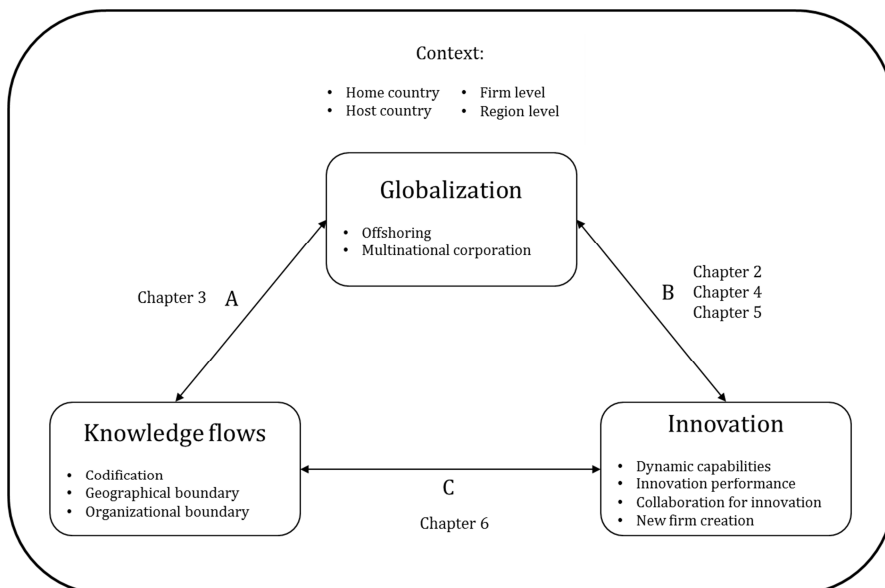 Context:
• Home country
• Host country
• Firm level
• Region level
Globalization
• Offshoring
• Multinational corporation
Chapter 3
A
B
Chapter 2
Chapter 4
Chapter 5
Knowledge flows
• Codification
• Geographical boundary
• Organizational boundary
C
Chapter 6
Innovation
• Dynamic capabilities
• Innovation performance
• Collaboration for innovation
• New firm creation